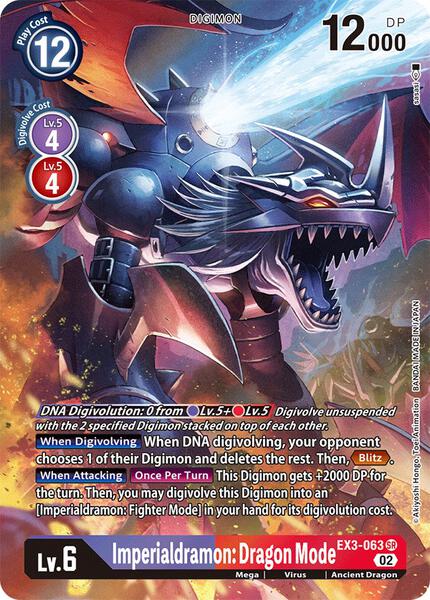 DIGIMON
Play Cost
12
12000 DP
Digivolve Cost
Lv.5
4
Lv.5
4
DNA Digivolution: 0 from Lv.5+ Lv.5 Digivolve unsuspended
with the 2 specified Digimon stacked on top of each other.
When Digivolving When DNA digivolving, your opponent
chooses 1 of their Digimon and deletes the rest. Then, Blitz.
When Attacking Once Per Turn This Digimon gets +2000 DP for
the turn. Then, you may digivolve this Digimon into an
[Imperialdramon: Fighter Mode] in your hand for its digivolution cost.
©Akiyoshi Hongo, Toei Animation BANDAI MADE IN JAPAN
Lv.6
Imperialdramon: Dragon Mode
EX3-063 SR
02
Mega | Virus | Ancient Dragon